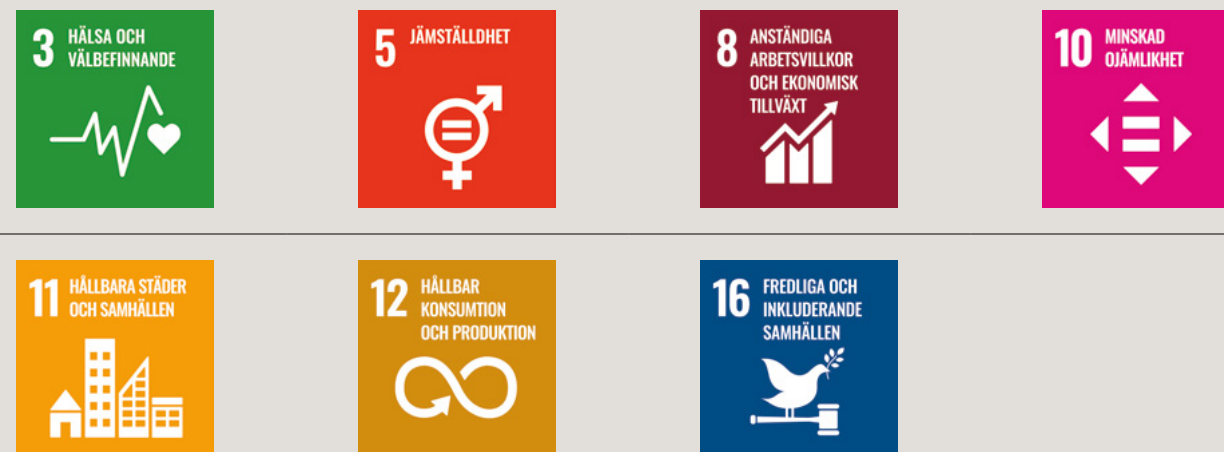 3 HÄLSA OCH
VÄLBEFINNANDE
5 JÄMSTÄLLDHET
8 ANSTÄNDIGA
ARBETSVILLKOR
OCH EKONOMISK
TILLVÄXT
10 MINSKAD
OJÄMLIKHET
11 HÅLLBARA STÄDER
OCH SAMHÄLLEN
12 HÅLLBAR
KONSUMTION
OCH PRODUKTION
16 FREDLIGA OCH
INKLUDERANDE
SAMHÄLLEN